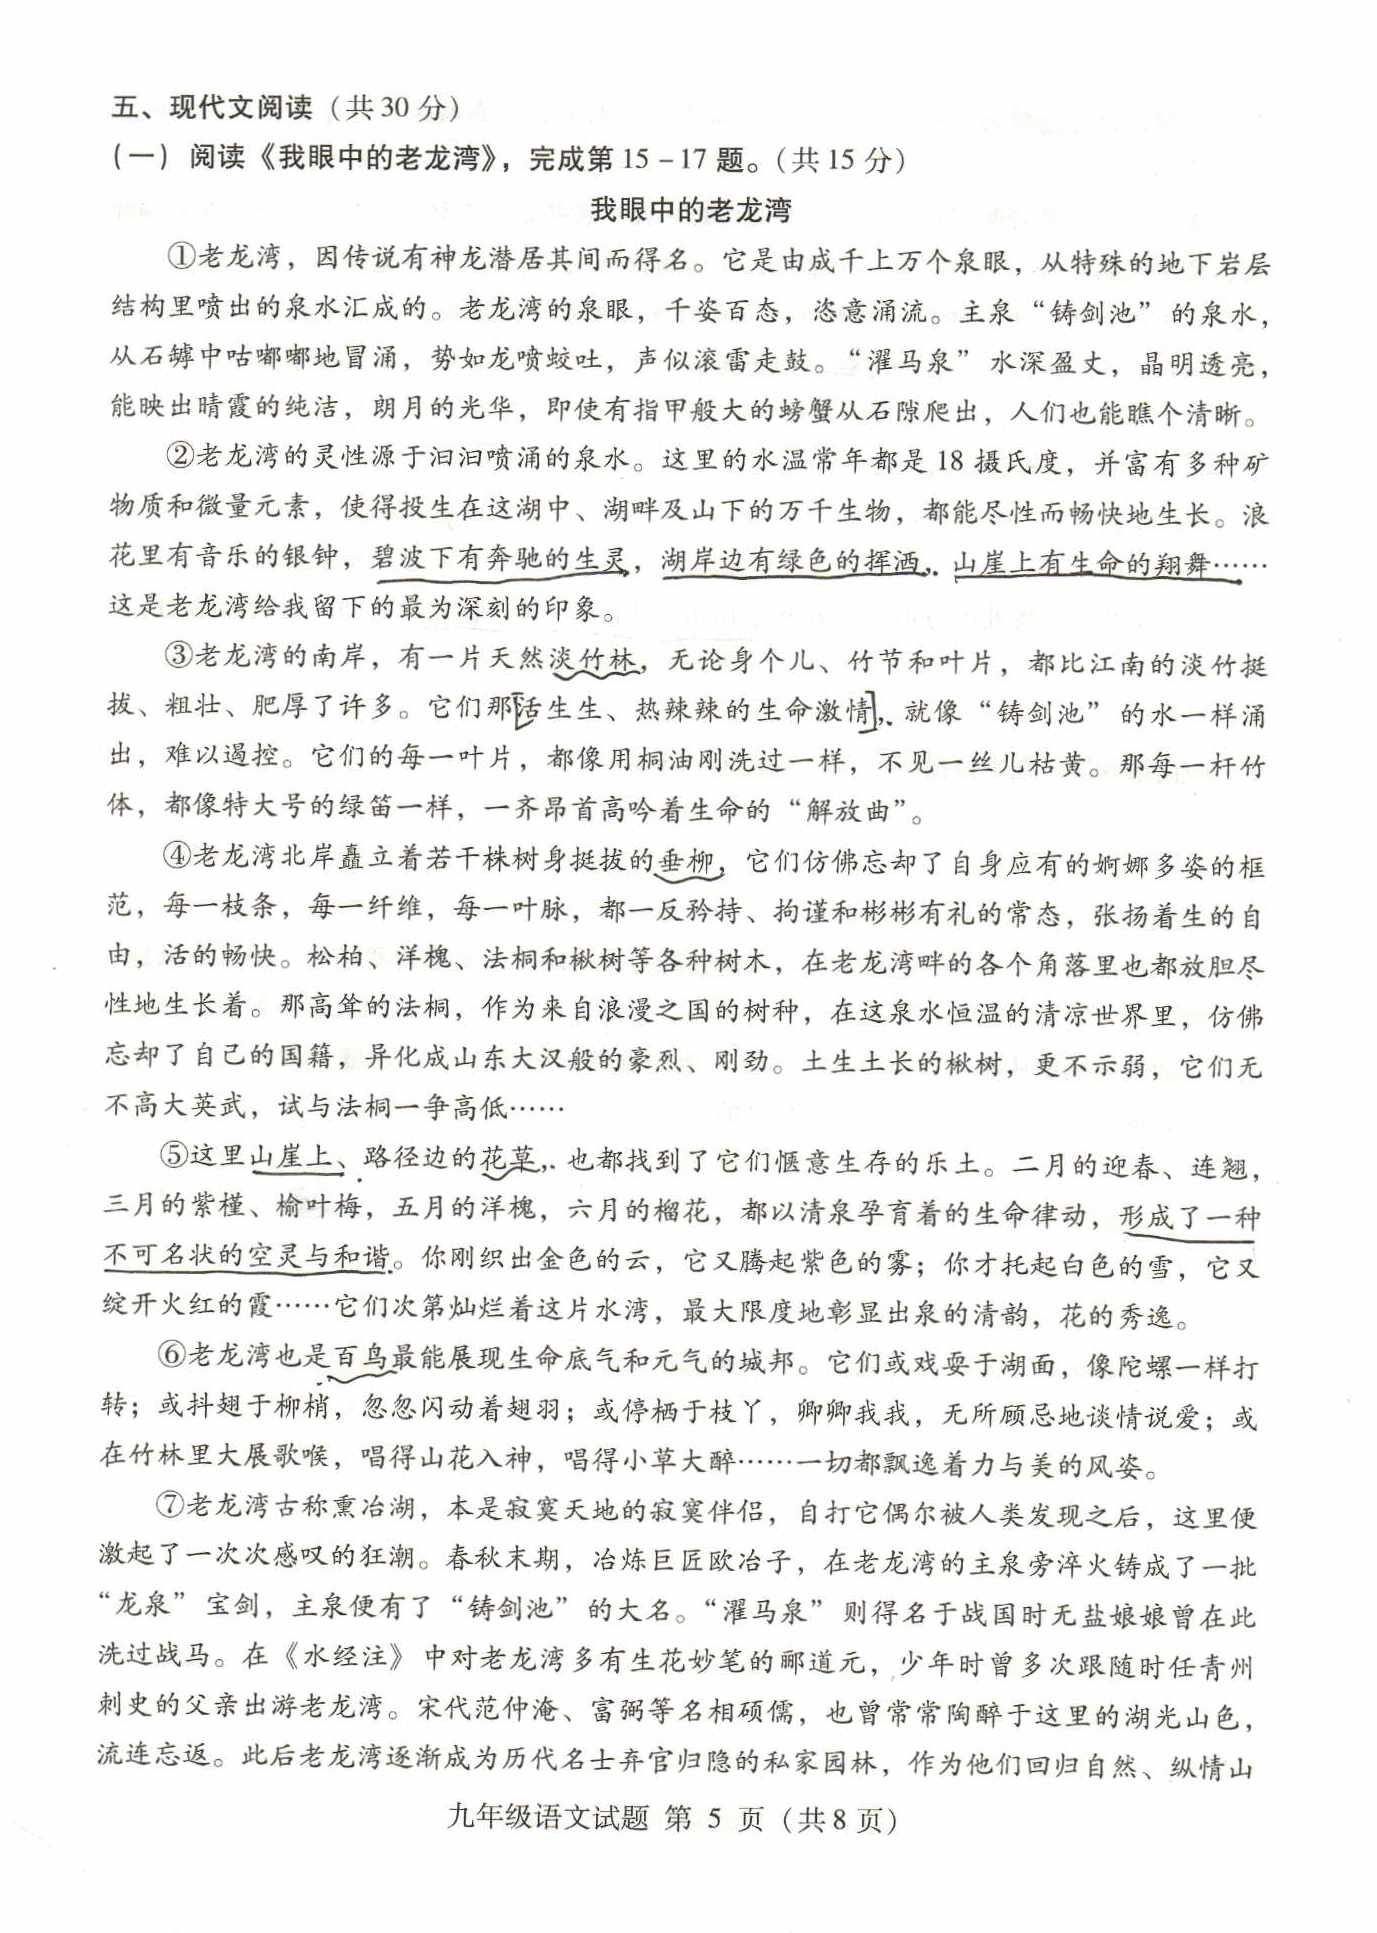 五、现代文阅读（共30分）
（一）阅读《我眼中的老龙湾》，完成第15－17题。（共15分）
我眼中的老龙湾
①老龙湾，因传说有神龙潜居其间而得名。它是由成千上万个泉眼，从特殊的地下岩层
结构里喷出的泉水汇成的。老龙湾的泉眼，千姿百态，恣意涌流。主泉“铸剑池”的泉水，
从石罅中咕嘟嘟地冒涌，势如龙喷蛟吐，声似滚雷走鼓。“濯马泉”水深盈丈，晶明透亮，
能映出晴霞的纯洁，朗月的光华，即使有指甲般大的螃蟹从石隙爬出，人们也能瞧个清晰。
②老龙湾的灵性源于汩汩喷涌的泉水。这里的水温常年都是18摄氏度，并富有多种矿
物质和微量元素，使得投生在这湖中、湖畔及山下的万千生物，都能尽性而畅快地生长。浪
花里有音乐的银钟，碧波下有奔驰的生灵，湖岸边有绿色的挥洒，山崖上有生命的翔舞……
这是老龙湾给我留下的最为深刻的印象。
③老龙湾的南岸，有一片天然淡竹林，无论身个儿、竹节和叶片，都比江南的淡竹挺
拔、粗壮、肥厚了许多。它们那活生生、热辣辣的生命激情，就像“铸剑池”的水一样涌
出，难以遏控。它们的每一叶片，都像用桐油刚洗过一样，不见一丝儿枯黄。那每一杆竹
体，都像特大号的绿笛一样，一齐昂首高吟着生命的“解放曲”。
④老龙湾北岸矗立着若干株树身挺拔的垂柳，它们仿佛忘却了自身应有的婀娜多姿的框
范，每一枝条，每一纤维，每一叶脉，都一反矜持、拘谨和彬彬有礼的常态，张扬着生的自
由，活的畅快。松柏、洋槐、法桐和楸树等各种树木，在老龙湾畔的各个角落里也都放胆尽
性地生长着。那高耸的法桐，作为来自浪漫之国的树种，在这泉水恒温的清凉世界里，仿佛
忘却了自己的国籍，异化成山东大汉般的豪烈、刚劲。土生土长的楸树，更不示弱，它们无
不高大英武，试与法桐一争高低……
⑤这里山崖上、路径边的花草，也都找到了它们惬意生存的乐土。二月的迎春、连翘，
三月的紫槿、榆叶梅，五月的洋槐，六月的榴花，都以清泉孕育着的生命律动，形成了一种
不可名状的空灵与和谐。你刚织出金色的云，它又腾起紫色的雾；你才托起白色的雪，它又
绽开火红的霞……它们次第灿烂着这片水湾，最大限度地彰显出泉的清韵，花的秀逸。
⑥老龙湾也是百鸟最能展现生命底气和元气的城邦。它们或戏耍于湖面，像陀螺一样打
转；或抖翅于柳梢，忽忽闪动着翅羽；或停栖于枝丫，卿卿我我，无所顾忌地谈情说爱；或
在竹林里大展歌喉，唱得山花入神，唱得小草大醉……一切都飘逸着力与美的风姿。
⑦老龙湾古称熏冶湖，本是寂寞天地的寂寞伴侣，自打它偶尔被人类发现之后，这里便
激起了一次次感叹的狂潮。春秋末期，冶炼巨匠欧冶子，在老龙湾的主泉旁淬火铸成了一批
“龙泉”宝剑，主泉便有了“铸剑池”的大名。“濯马泉”则得名于战国时无盐娘娘曾在此
洗过战马。在《水经注》中对老龙湾多有生花妙笔的郦道元，少年时曾多次跟随时任青州
刺史的父亲出游老龙湾。宋代范仲淹、富弼等名相硕儒，也曾常常陶醉于这里的湖光山色，
流连忘返。此后老龙湾逐渐成为历代名士弃官归隐的私家园林，作为他们回归自然、纵情山
九年级语文试题 第 5 页（共8页）